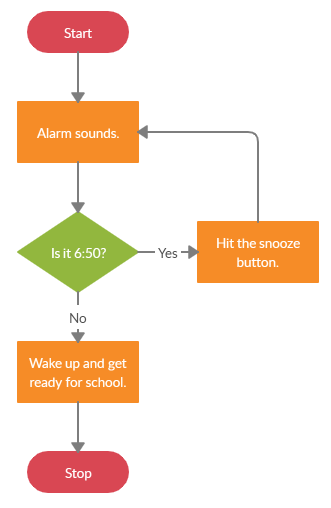 Start
Alarm sounds.
Is it 6:50?
Yes
Hit the snooze
button.
No
Wake up and get
ready for school.
Stop